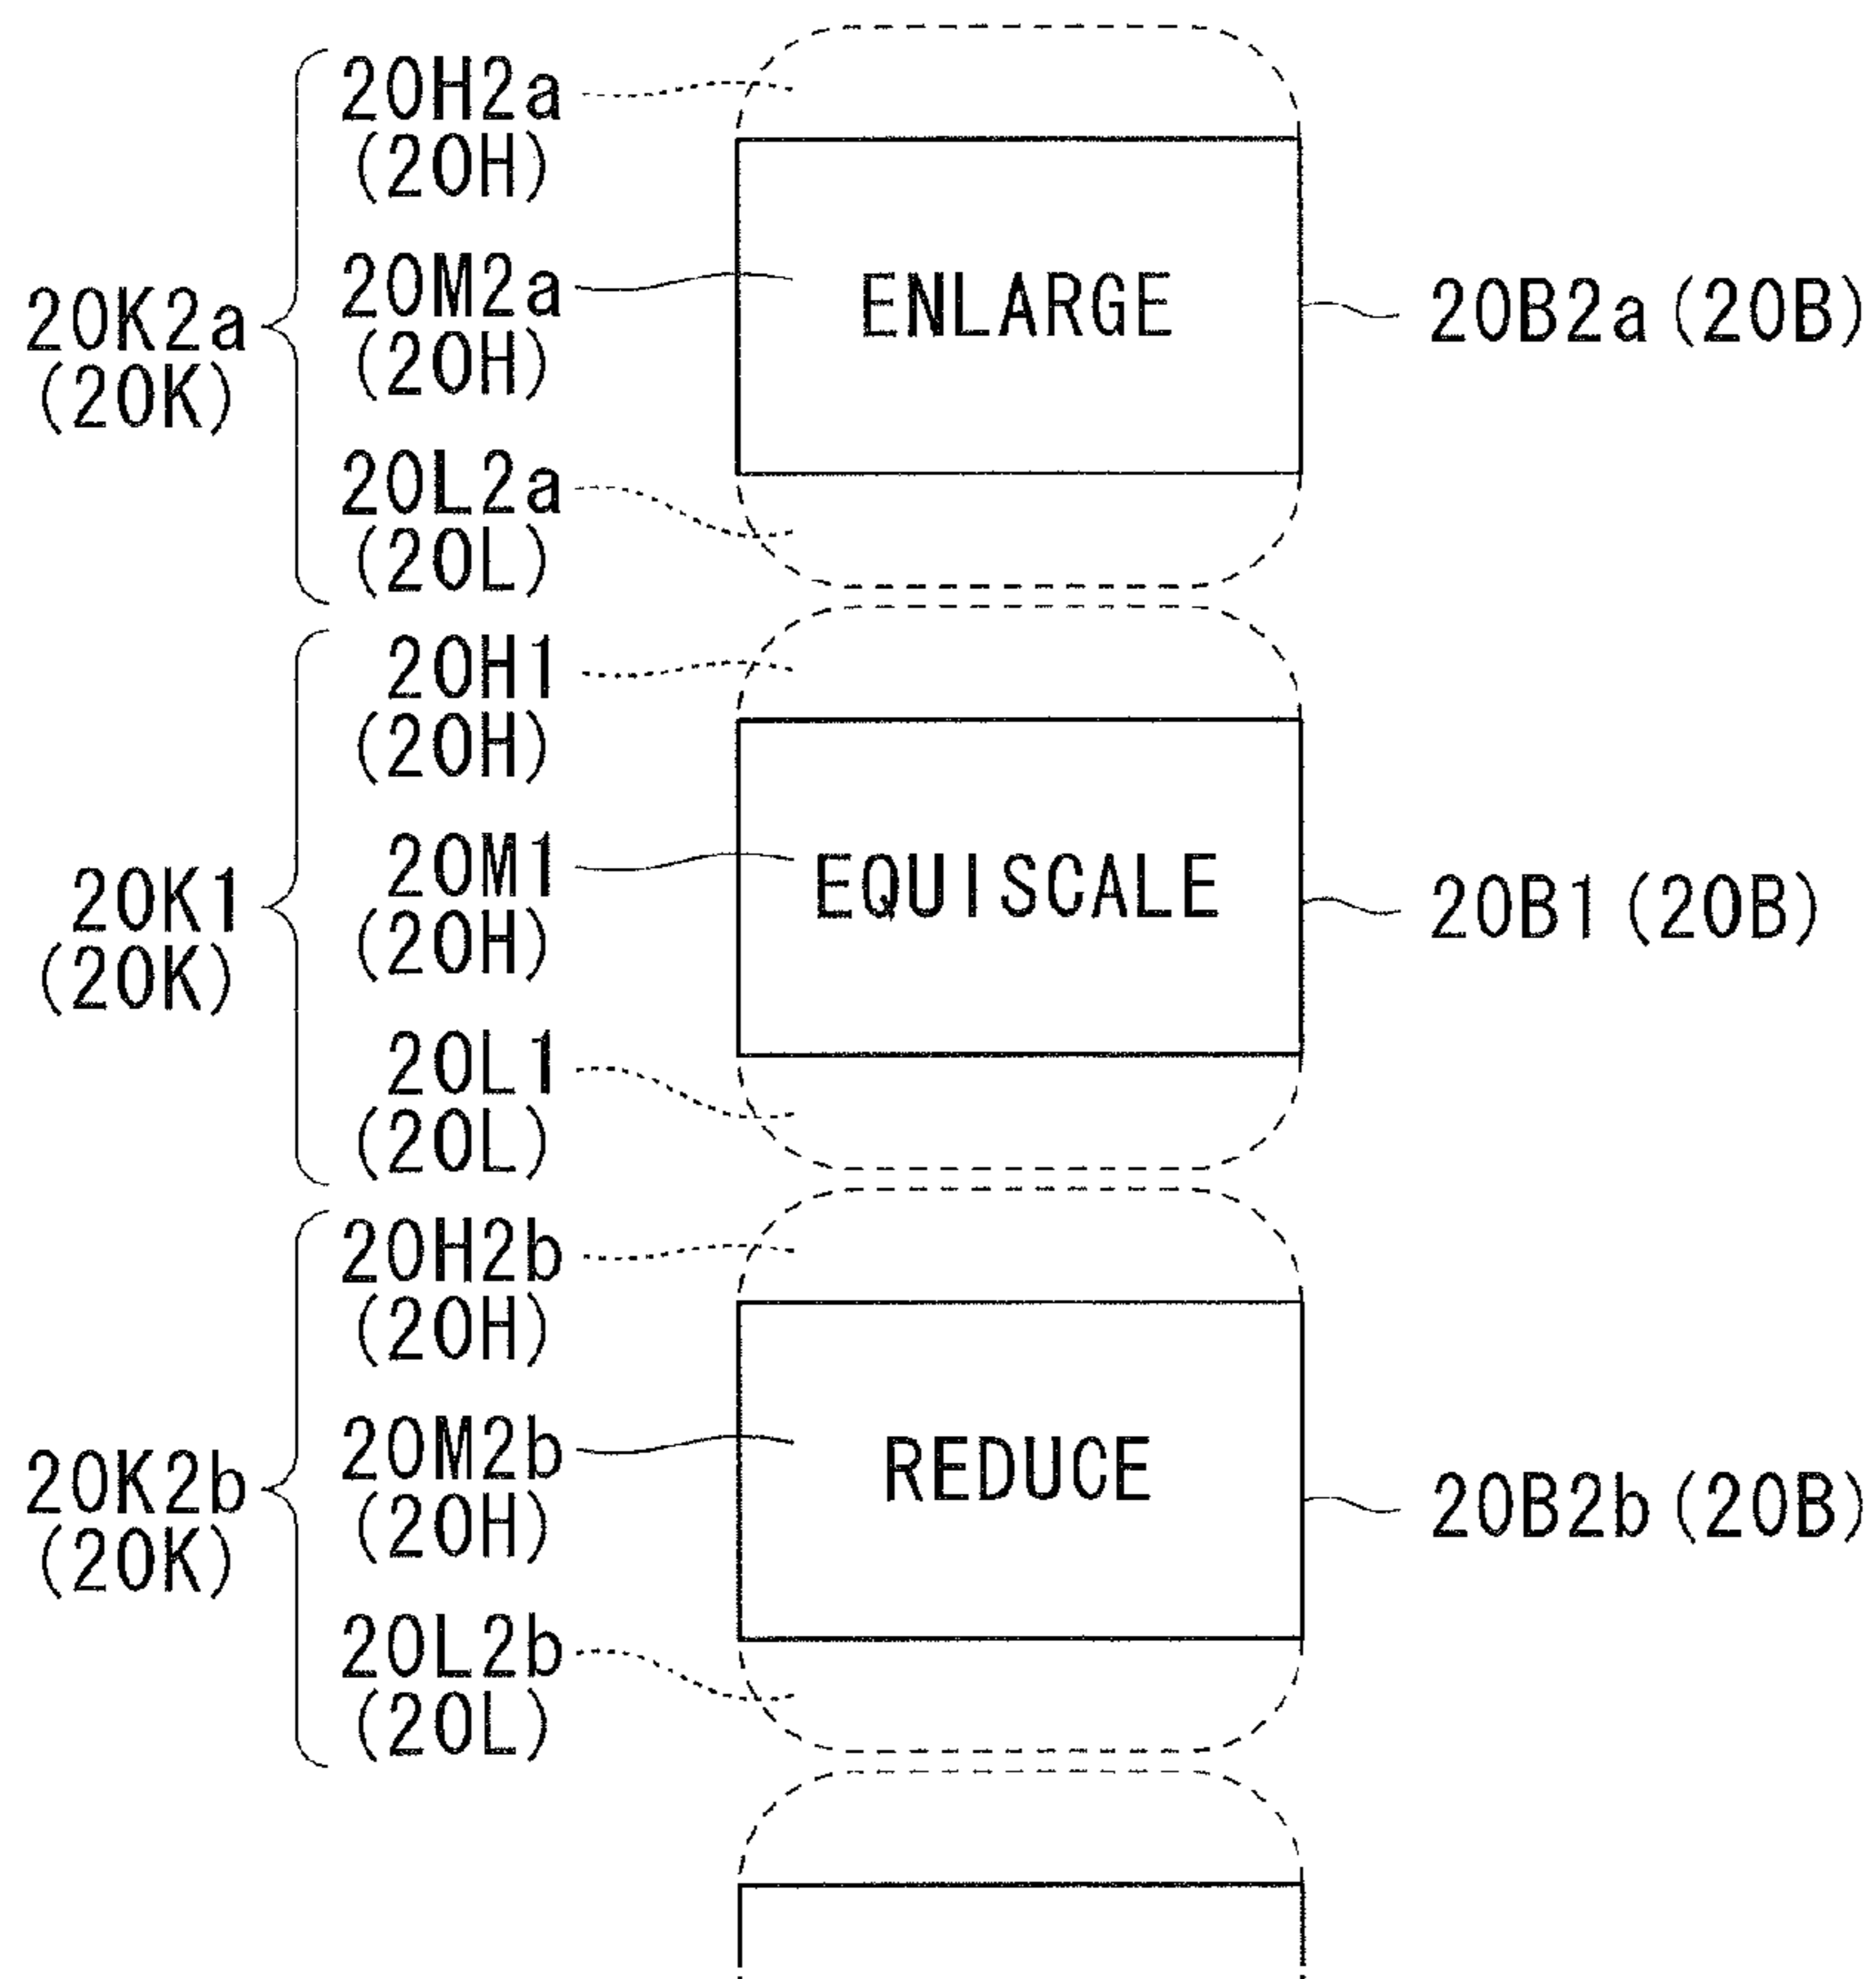 20H2a
(20H)
20M2a
(20H)
20L2a
(20L)
20K2a
(20K)
ENLARGE
20B2a (20B)
20H1
(20H)
20M1
(20H)
20L1
(20L)
20K1
(20K)
EQUISCALE
20B1 (20B)
20H2b
(20H)
20M2b
(20H)
20L2b
(20L)
20K2b
(20K)
REDUCE
20B2b (20B)